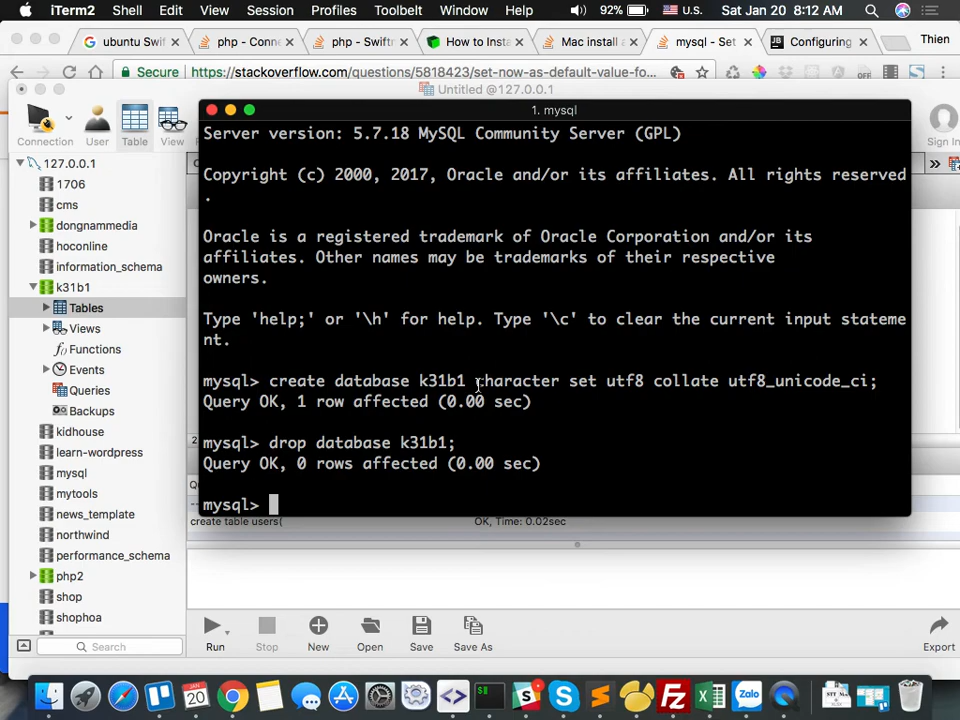 iTerm2 Shell Edit View Session Profiles Toolbelt Window Help 92% U.S. Sat Jan 20 8:12 AM
ubuntu Swif php - Conne php - Swiftm How to Insta Mac install a mysql - Set Configuring Thien
Secure https://stackoverflow.com/questions/5818423/set-now-as-default-value-fo...
Untitled @127.0.0.1
1. mysql
Connection User Table View Sign In
127.0.0.1
1706
cms
dongnammedia
hoconline
information_schema
k31b1
Tables
Views
Functions
Events
Queries
Backups
kidhouse
learn-wordpress
mysql
mytools
news_template
northwind
performance_schema
php2
shop
shophoa
Search
Server version: 5.7.18 MySQL Community Server (GPL)
Copyright (c) 2000, 2017, Oracle and/or its affiliates. All rights reserved
.
Oracle is a registered trademark of Oracle Corporation and/or its
affiliates. Other names may be trademarks of their respective
owners.
Type 'help;' or '\h' for help. Type '\c' to clear the current input stateme
nt.
mysql> create database k31b1 character set utf8 collate utf8_unicode_ci;
Query OK, 1 row affected (0.00 sec)
mysql> drop database k31b1;
Query OK, 0 rows affected (0.00 sec)
mysql>
create table users( OK, Time: 0.02sec
Run Stop New Open Save Save As Export
JAN
20
Zalo